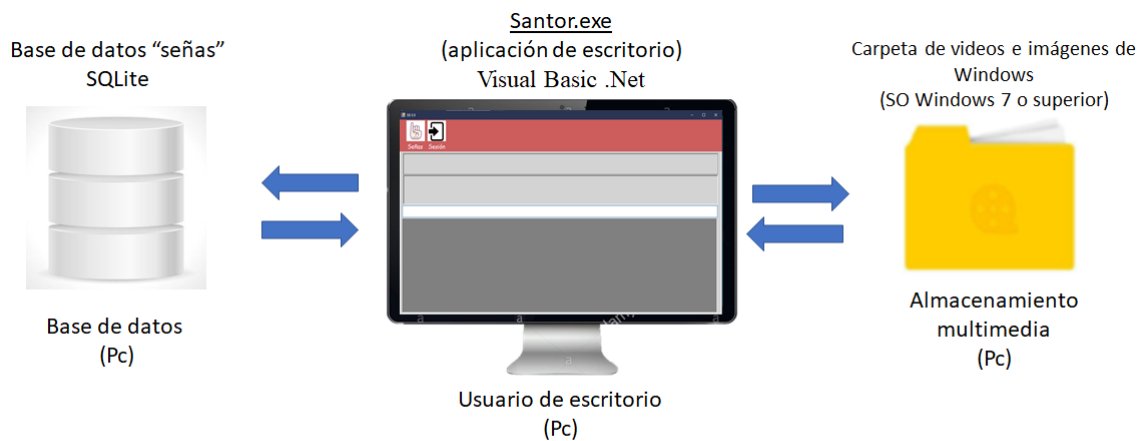 Base de datos “señas”
SQLite
Base de datos
(Pc)
Santor.exe
(aplicación de escritorio)
Visual Basic .Net
Señas Sesión
Usuario de escritorio
(Pc)
Carpeta de videos e imágenes de
Windows
(SO Windows 7 o superior)
Almacenamiento
multimedia
(Pc)